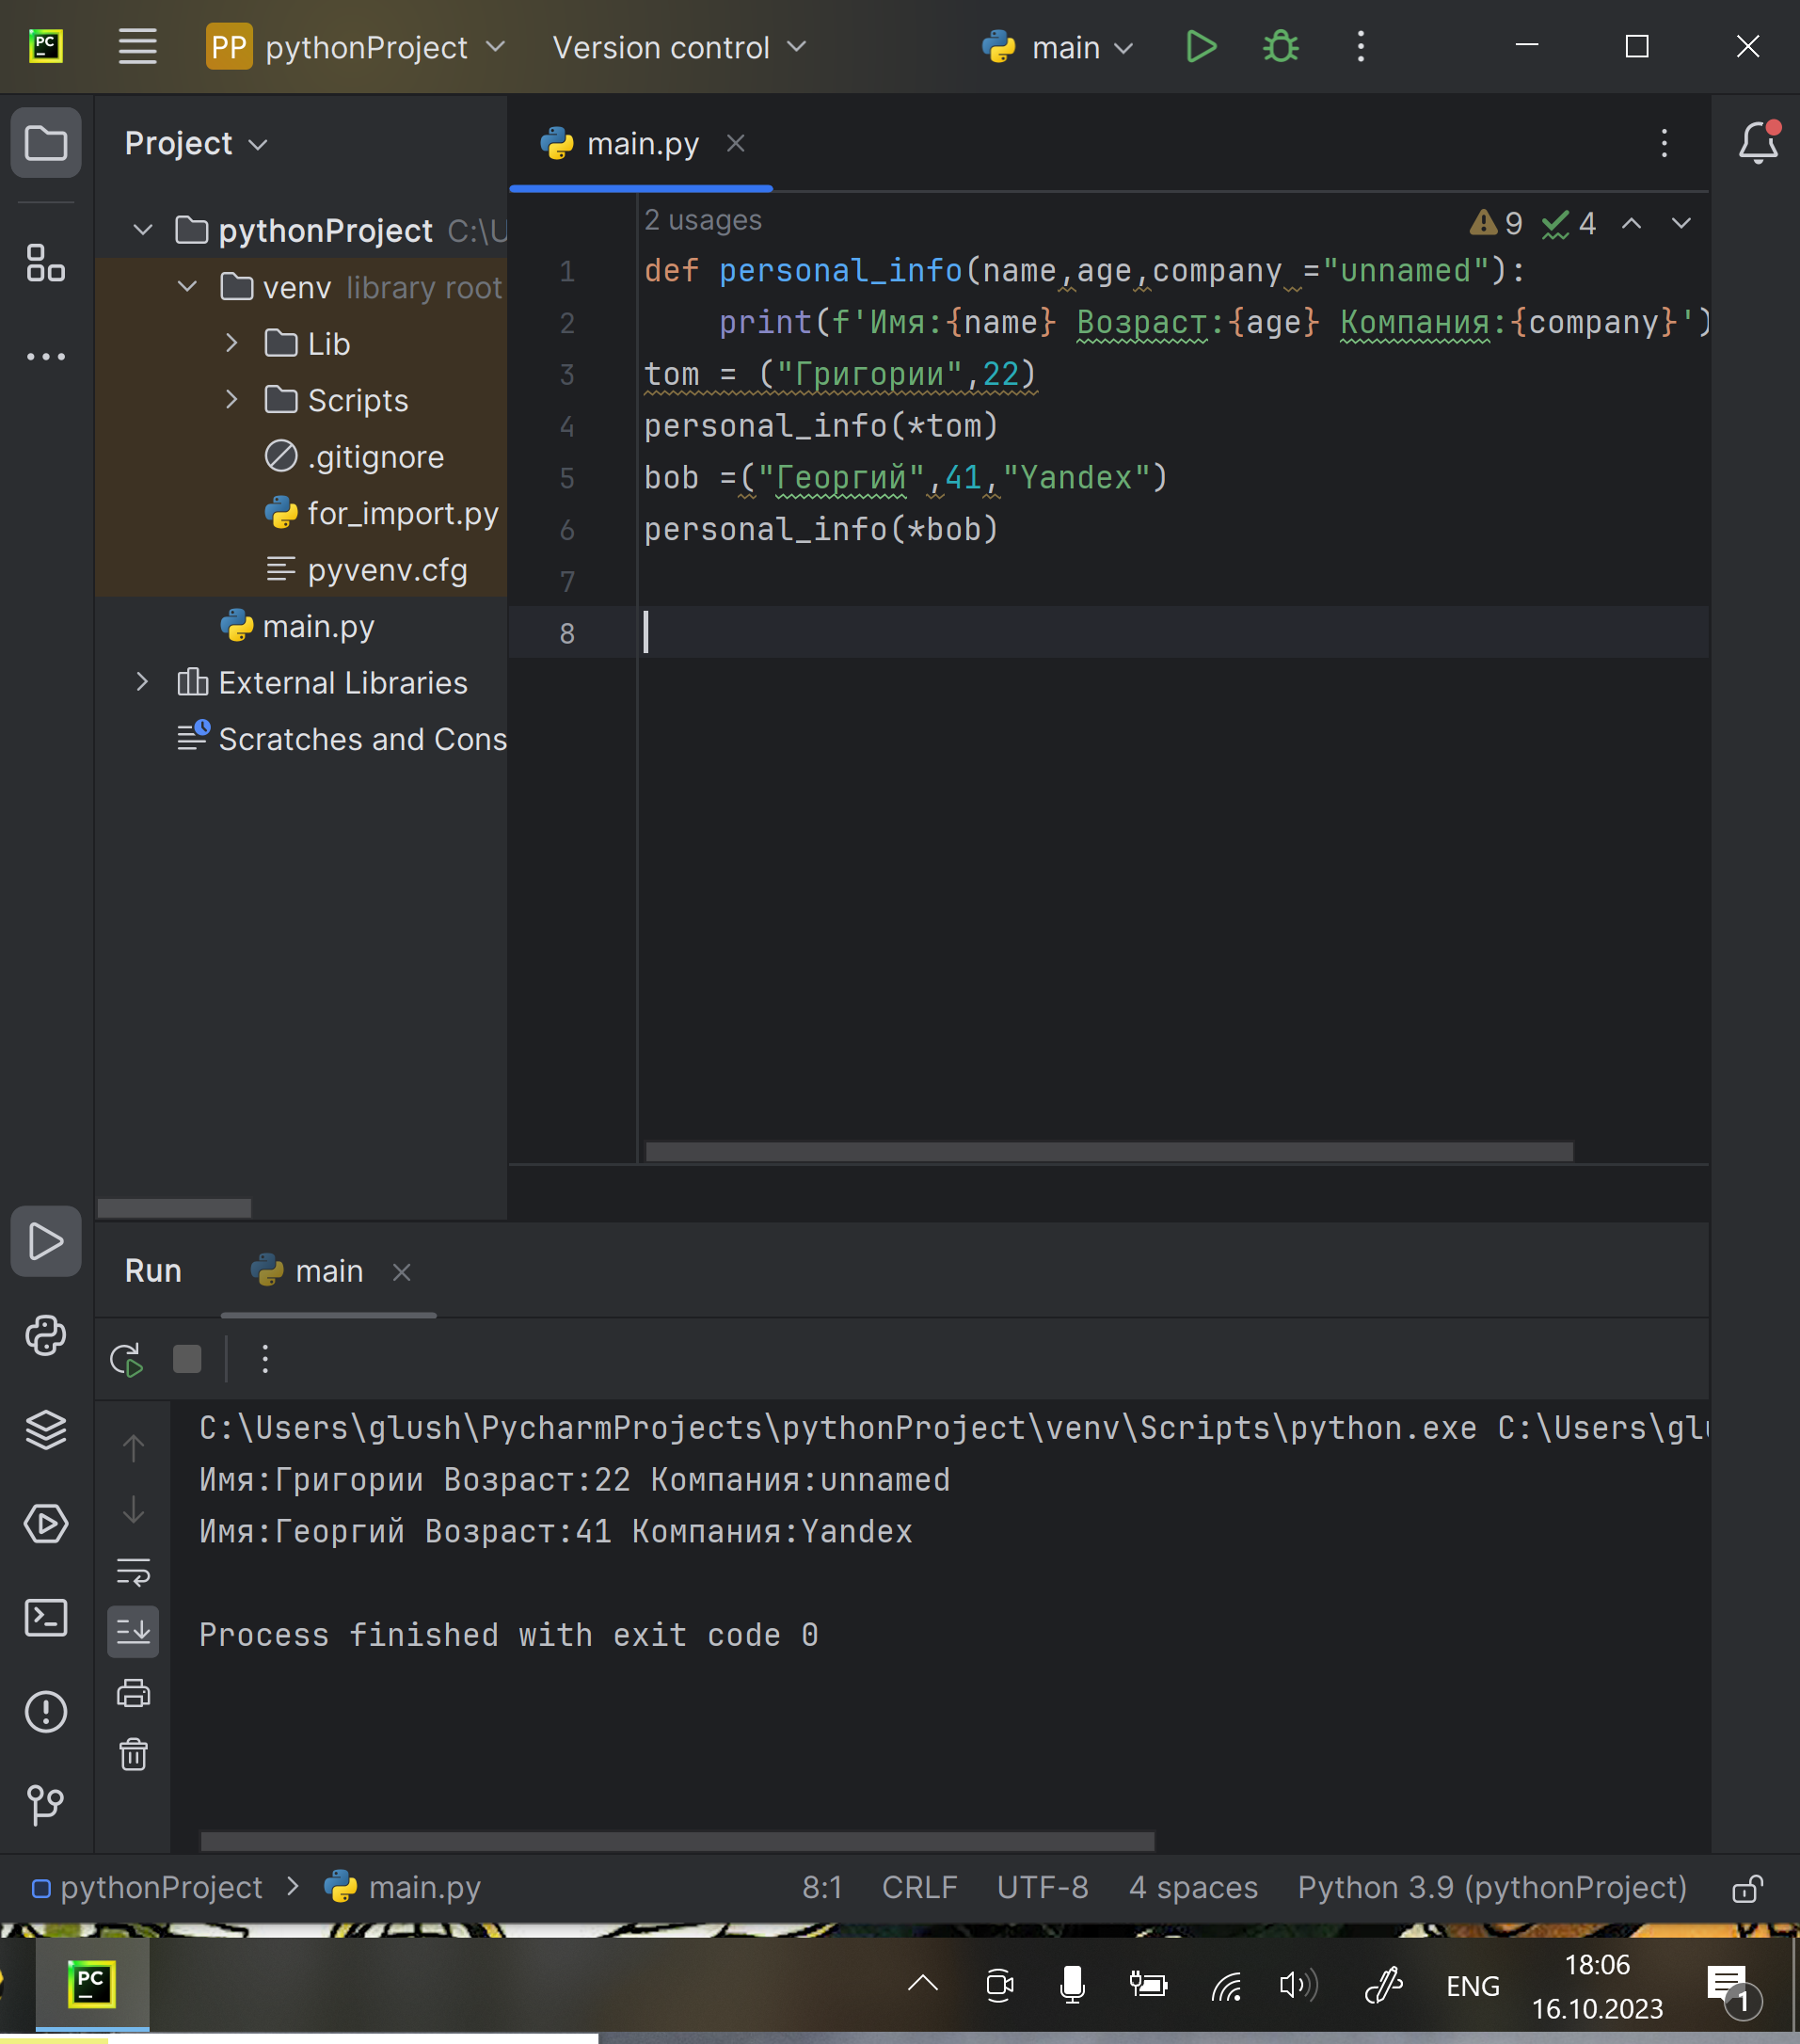 PC
PP pythonProject Version control main
Project
main.py
pythonProject C:\U
venv library root
Lib
Scripts
.gitignore
for_import.py
pyvenv.cfg
main.py
External Libraries
Scratches and Cons
2 usages
9 4
1 def personal_info(name,age,company ="unnamed"):
2 print(f'Имя:{name} Возраст:{age} Компания:{company}')
3 tom = ("Григории",22)
4 personal_info(*tom)
5 bob =("Георгий",41,"Yandex")
6 personal_info(*bob)
7
8
Run main
C:\Users\glush\PycharmProjects\pythonProject\venv\Scripts\python.exe C:\Users\glu
Имя:Григории Возраст:22 Компания:unnamed
Имя:Георгий Возраст:41 Компания:Yandex
Process finished with exit code 0
pythonProject main.py 8:1 CRLF UTF-8 4 spaces Python 3.9 (pythonProject)
PC
ENG
18:06
16.10.2023
1